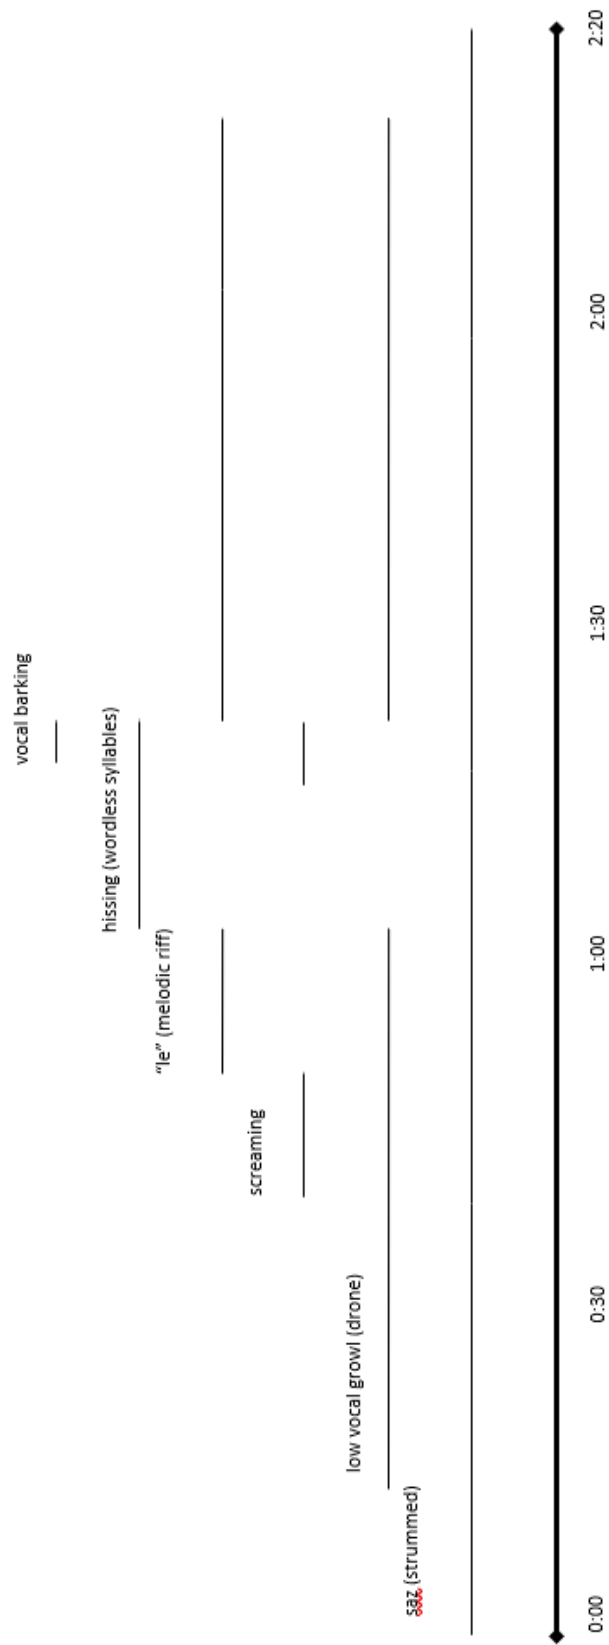 vocal barking
hissing (wordless syllables)
“le” (melodic riff)
screaming
low vocal growl (drone)
saz (strummed)
0:00
0:30
1:00
1:30
2:00
2:20